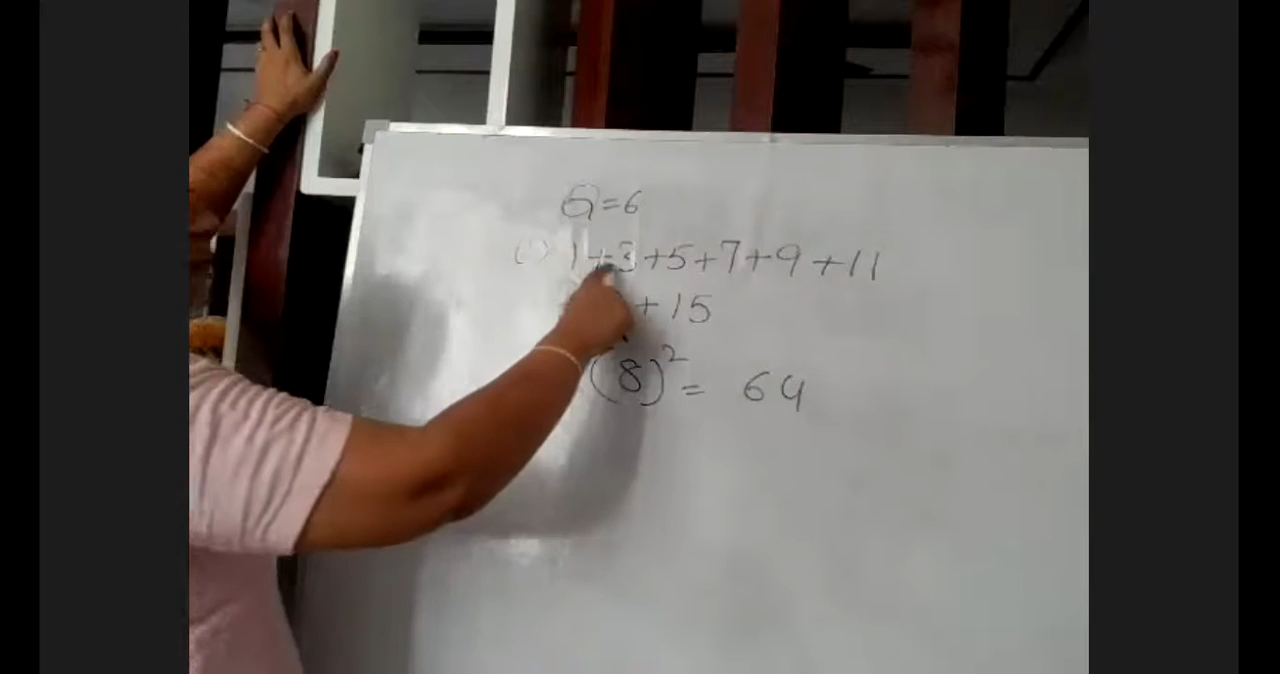 Q=6
(i) 1+3+5+7+9+11
+15
(8)²= 64